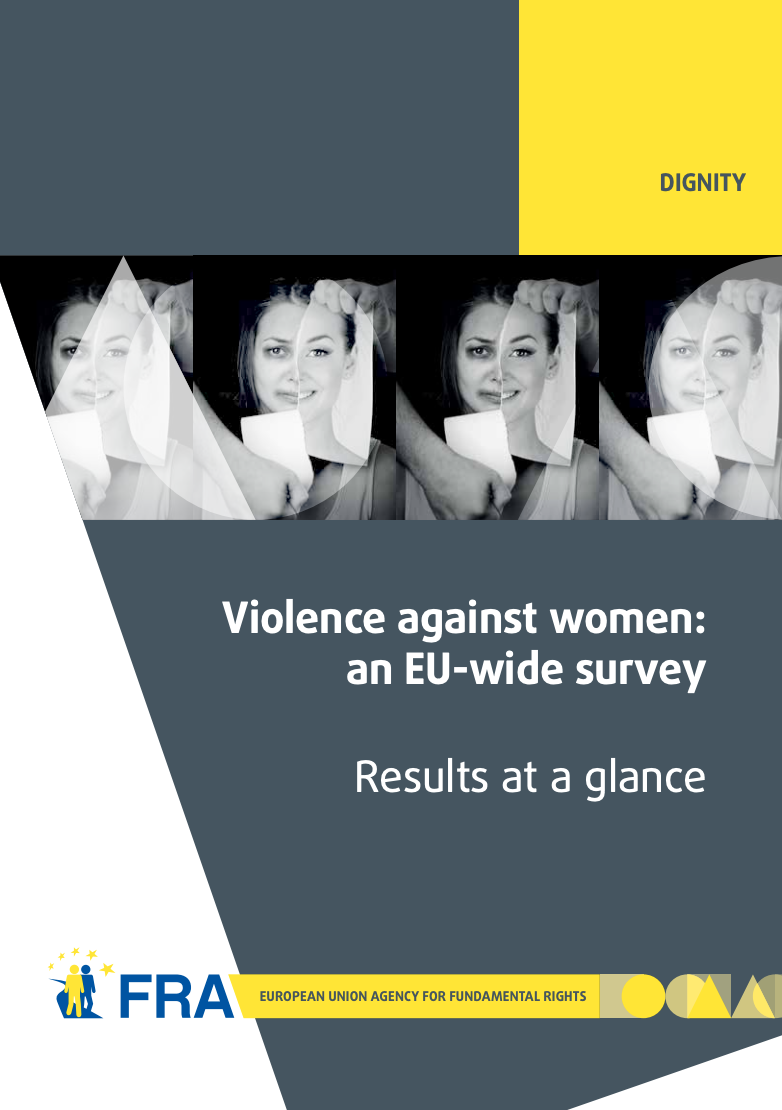 DIGNITY
Violence against women:
an EU-wide survey
Results at a glance
FRA
EUROPEAN UNION AGENCY FOR FUNDAMENTAL RIGHTS